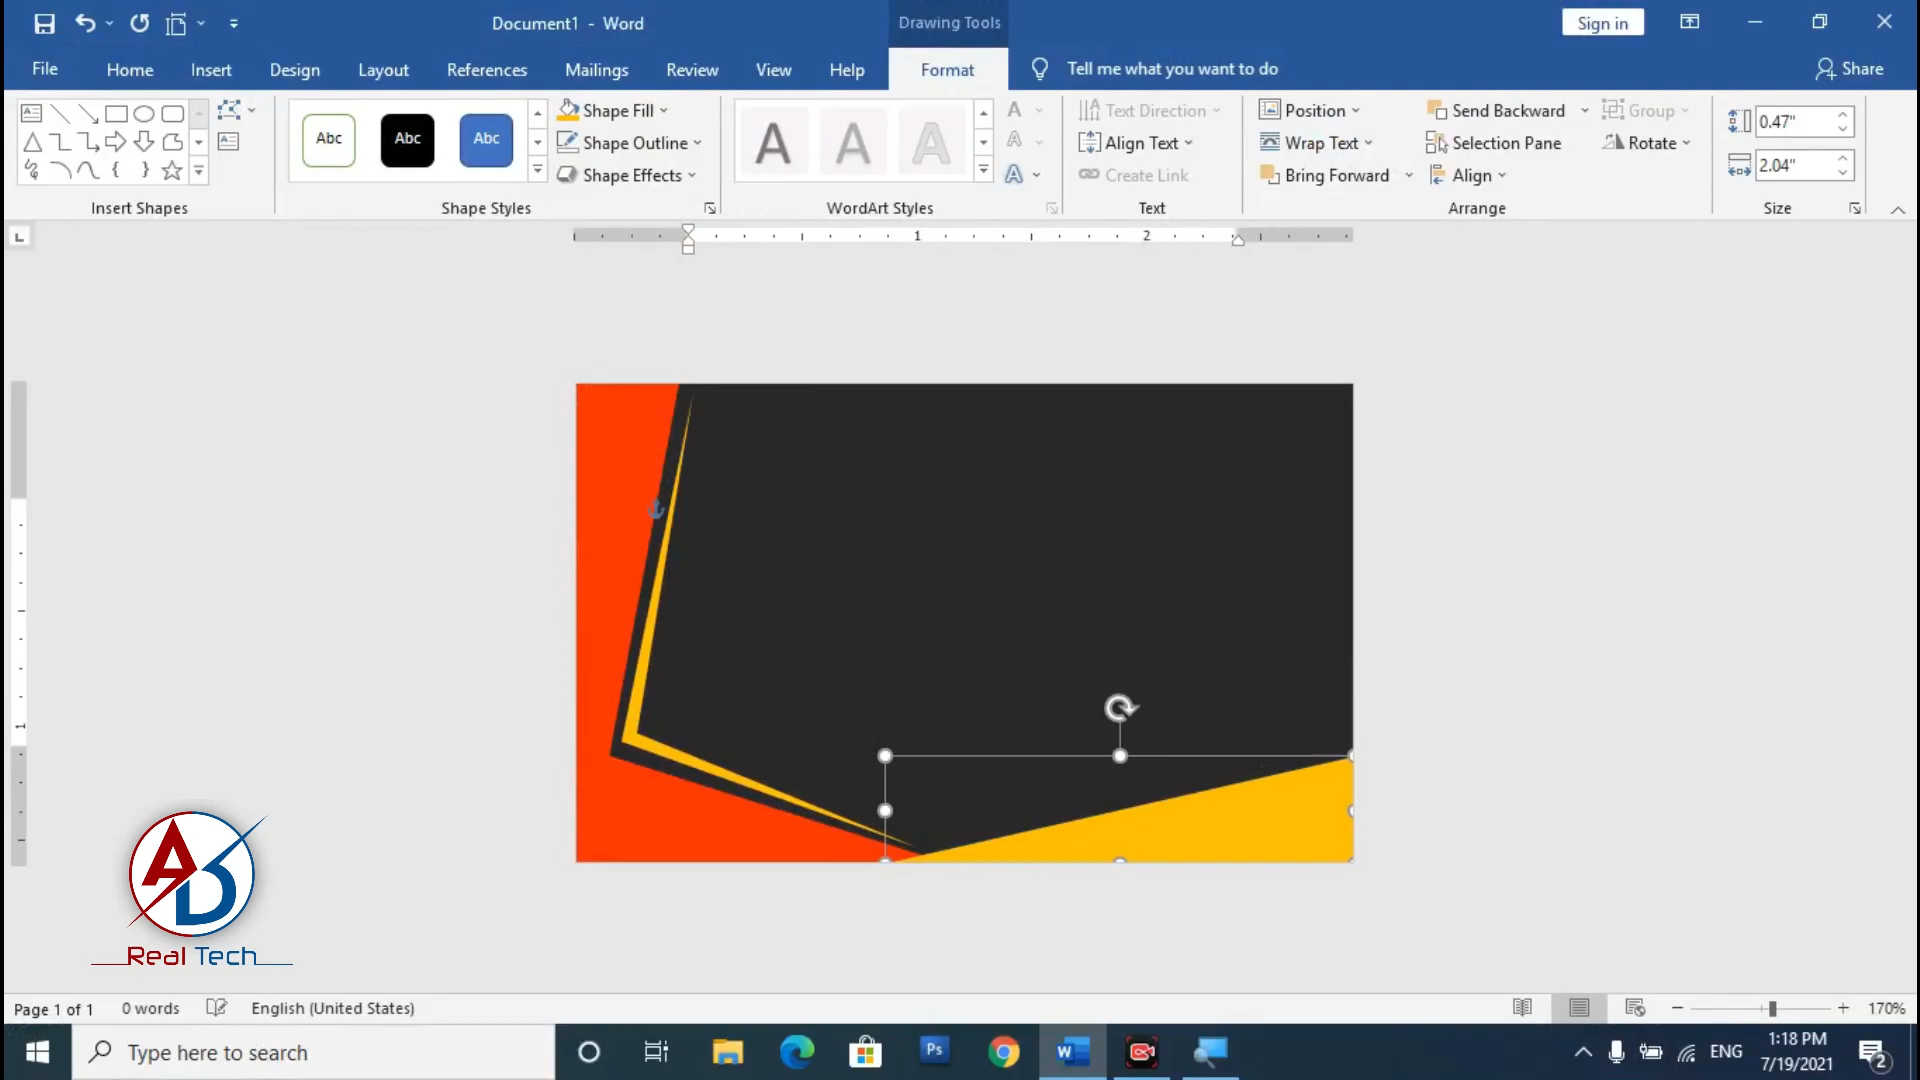 Document1 - Word
Drawing Tools
Sign in
File
Home
Insert
Design
Layout
References
Mailings
Review
View
Help
Format
Tell me what you want to do
Share
Abc
Abc
Abc
Shape Fill
Shape Outline
Shape Effects
A
A
A
A
A
A
Text Direction
Align Text
Create Link
Position
Wrap Text
Bring Forward
Send Backward
Selection Pane
Align
Group
Rotate
0.47"
2.04"
Insert Shapes
Shape Styles
WordArt Styles
Text
Arrange
Size
1
2
1
AD
Real Tech
Page 1 of 1
0 words
English (United States)
170%
Type here to search
Ps
W
ENG
1:18 PM
7/19/2021
2